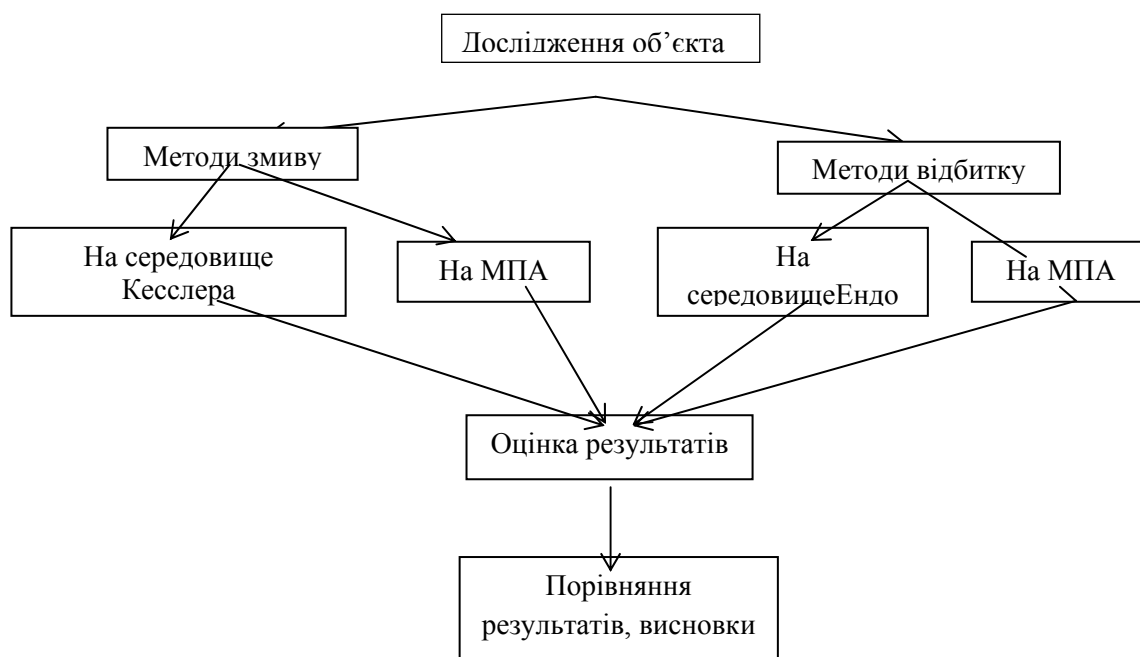 Дослідження об’єкта
Методи змиву
Методи відбитку
На середовище
Кесслера
На МПА
На
середовищеЕндо
На МПА
Оцінка результатів
Порівняння
результатів, висновки